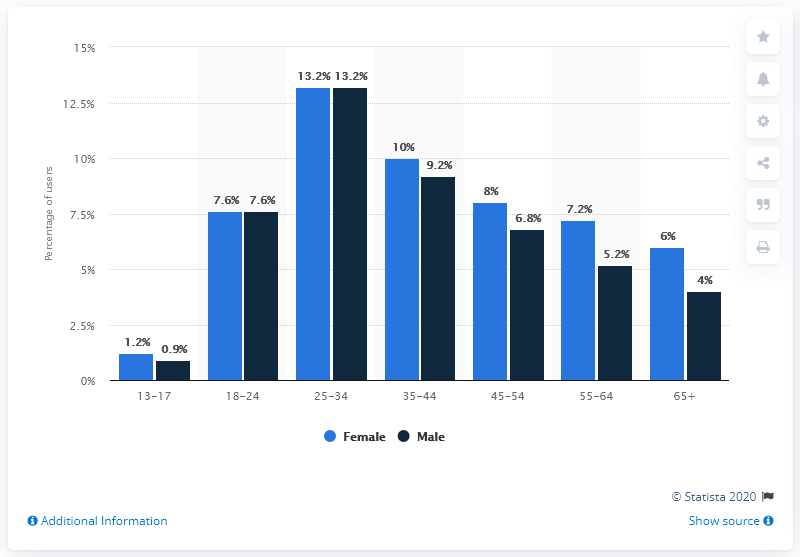 15%
12.5%
10%
7.5%
5%
2.5%
0%
Percentage of users
1.2% 0.9%
7.6% 7.6%
13.2% 13.2%
10% 9.2%
8% 6.8%
7.2% 5.2%
6% 4%
13–17 18–24 25–34 35–44 45–54 55–64 65+
Female Male
© Statista 2020
Additional Information Show source